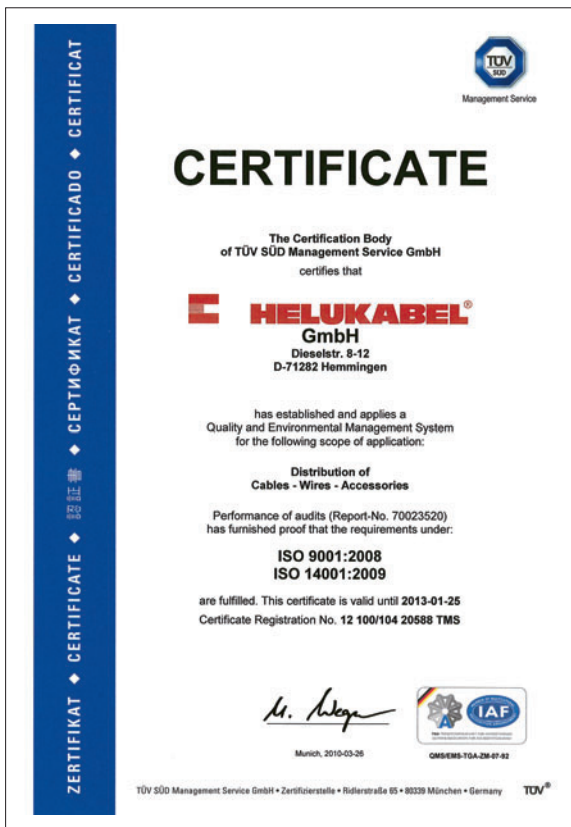 TÜV
SÜD
Management Service
CERTIFICATE
The Certification Body
of TÜV SÜD Management Service GmbH
certifies that
HELUKABEL®
GmbH
Dieselstr. 8-12
D-71282 Hemmingen
has established and applies a
Quality and Environmental Management System
for the following scope of application:
Distribution of
Cables - Wires - Accessories
Performance of audits (Report-No. 70023520)
has furnished proof that the requirements under:
ISO 9001:2008
ISO 14001:2009
are fulfilled. This certificate is valid until 2013-01-25
Certificate Registration No. 12 100/104 20588 TMS
Munich, 2010-03-26
IAF
QMS/EMS-TGA-ZM-07-92
TÜV SÜD Management Service GmbH • Zertifizierstelle • Ridlerstraße 65 • 80339 München • Germany
TÜV®
ZERTIFIKAT ◆ CERTIFICATE ◆ 認証書 ◆ СЕРТИФИКАТ ◆ CERTIFICADO ◆ CERTIFICAT